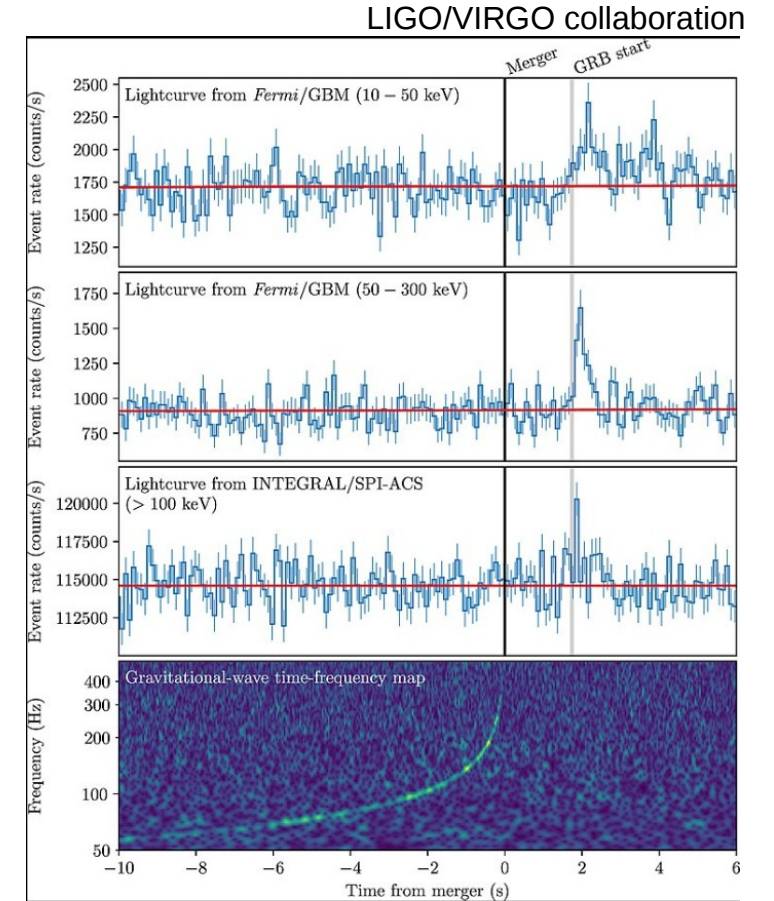 LIGO/VIRGO collaboration
Merger
GRB start
Event rate (counts/s)
2500
2250
2000
1750
1500
1250
Lightcurve from Fermi/GBM (10 − 50 keV)
Event rate (counts/s)
1750
1500
1250
1000
750
Lightcurve from Fermi/GBM (50 − 300 keV)
Event rate (counts/s)
120000
117500
115000
112500
Lightcurve from INTEGRAL/SPI-ACS
(> 100 keV)
Frequency (Hz)
400
300
200
100
50
Gravitational-wave time-frequency map
−10 −8 −6 −4 −2 0 2 4 6
Time from merger (s)